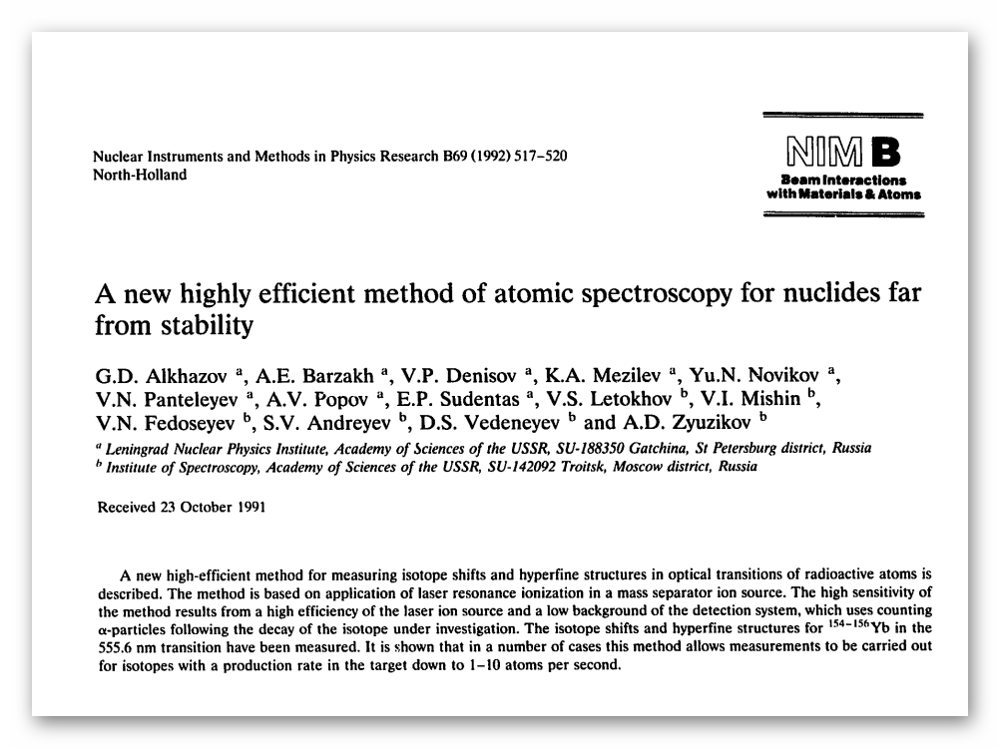 Nuclear Instruments and Methods in Physics Research B69 (1992) 517–520
North-Holland
NIM B
Beam Interactions
with Materials & Atoms
A new highly efficient method of atomic spectroscopy for nuclides far
from stability
G.D. Alkhazov ᵃ, A.E. Barzakh ᵃ, V.P. Denisov ᵃ, K.A. Mezilev ᵃ, Yu.N. Novikov ᵃ,
V.N. Panteleyev ᵃ, A.V. Popov ᵃ, E.P. Sudentas ᵃ, V.S. Letokhov ᵇ, V.I. Mishin ᵇ,
V.N. Fedoseyev ᵇ, S.V. Andreyev ᵇ, D.S. Vedeneyev ᵇ and A.D. Zyuzikov ᵇ
ᵃ Leningrad Nuclear Physics Institute, Academy of Sciences of the USSR, SU-188350 Gatchina, St Petersburg district, Russia
ᵇ Institute of Spectroscopy, Academy of Sciences of the USSR, SU-142092 Troitsk, Moscow district, Russia
Received 23 October 1991
A new high-efficient method for measuring isotope shifts and hyperfine structures in optical transitions of radioactive atoms is
described. The method is based on application of laser resonance ionization in a mass separator ion source. The high sensitivity of
the method results from a high efficiency of the laser ion source and a low background of the detection system, which uses counting
α-particles following the decay of the isotope under investigation. The isotope shifts and hyperfine structures for ¹⁵⁴⁻¹⁵⁶Yb in the
555.6 nm transition have been measured. It is shown that in a number of cases this method allows measurements to be carried out
for isotopes with a production rate in the target down to 1–10 atoms per second.